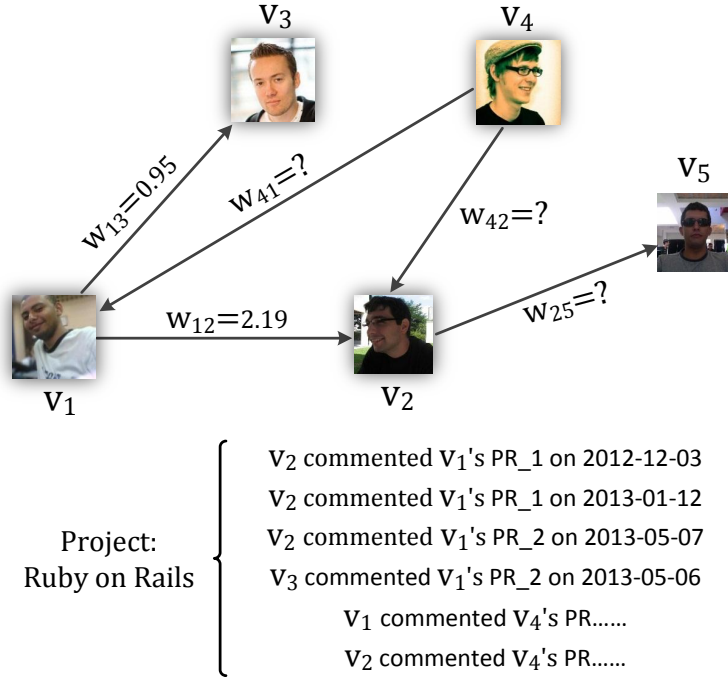 v3
v4
v5
w13=0.95
w41=?
w42=?
w12=2.19
w25=?
v1
v2
Project:
Ruby on Rails
v2 commented v1's PR_1 on 2012-12-03
v2 commented v1's PR_1 on 2013-01-12
v2 commented v1's PR_2 on 2013-05-07
v3 commented v1's PR_2 on 2013-05-06
v1 commented v4's PR......
v2 commented v4's PR......